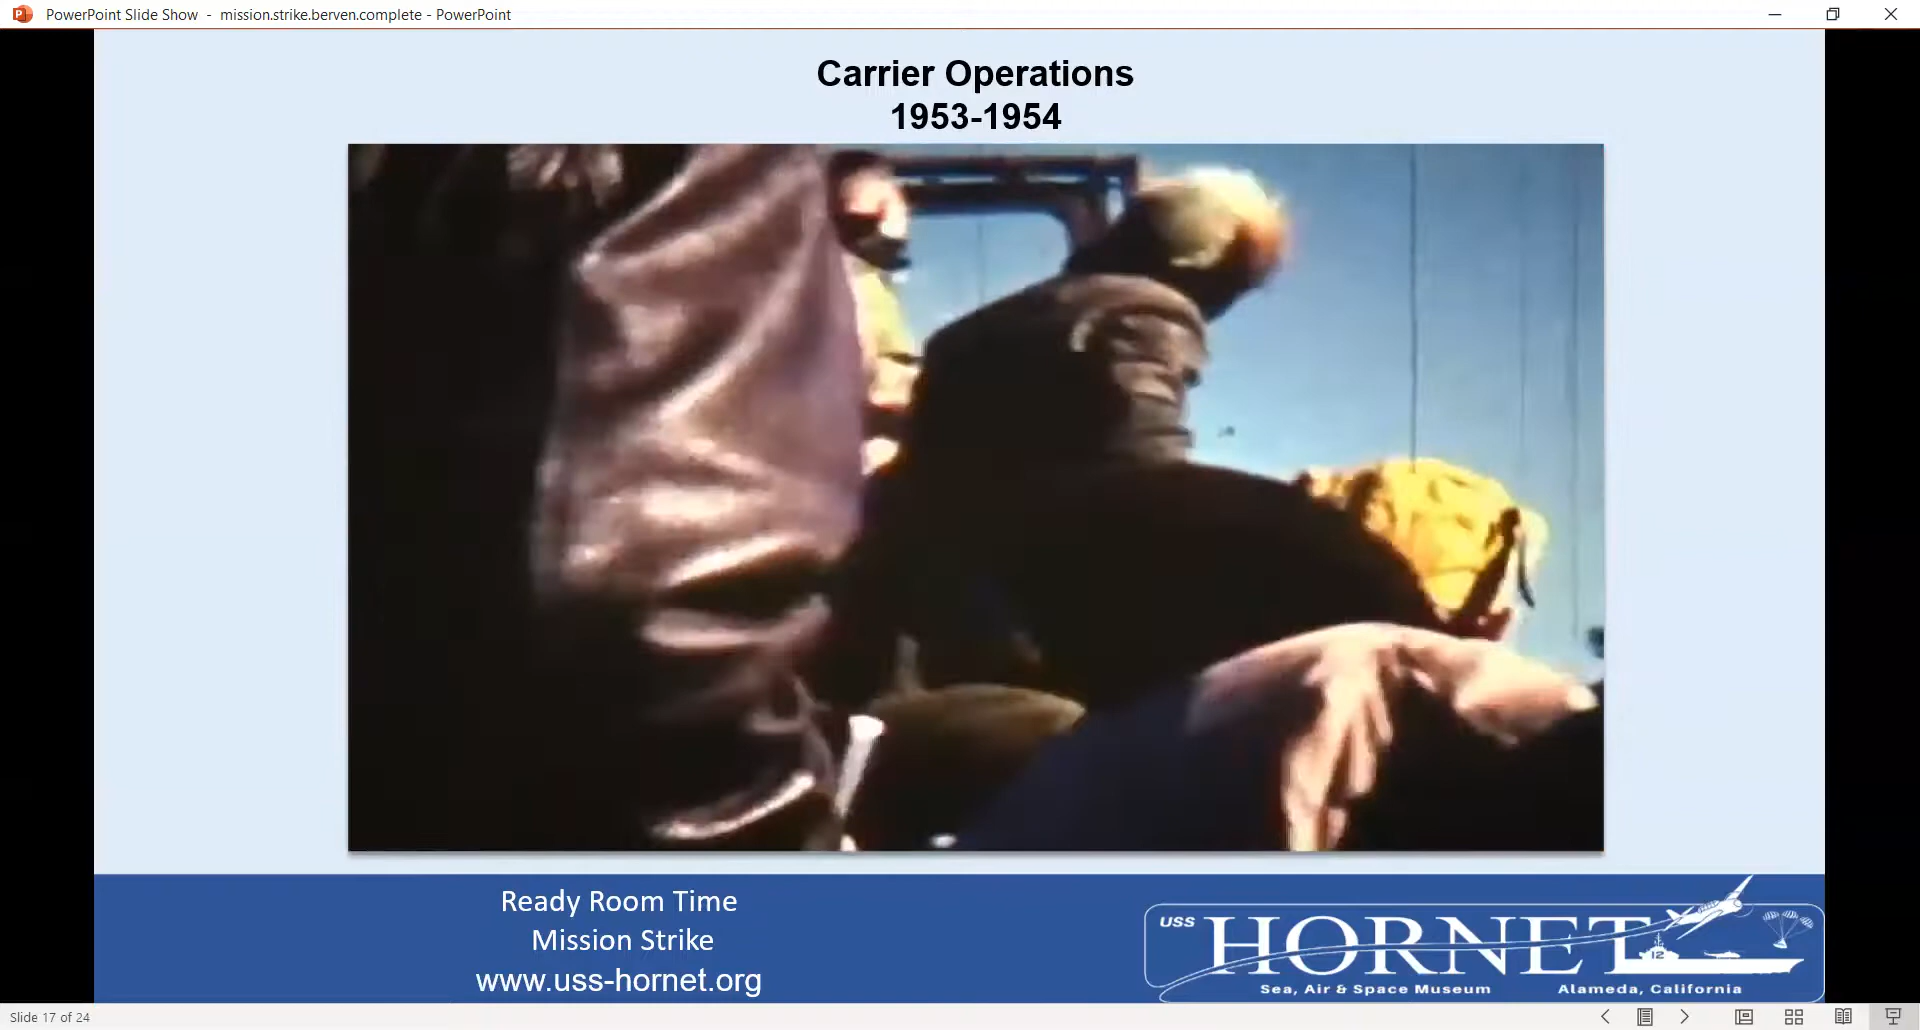 PowerPoint Slide Show - mission.strike.berven.complete - PowerPoint
Carrier Operations
1953-1954
Ready Room Time
Mission Strike
www.uss-hornet.org
USS HORNET
12
Sea, Air & Space Museum Alameda, California
Slide 17 of 24